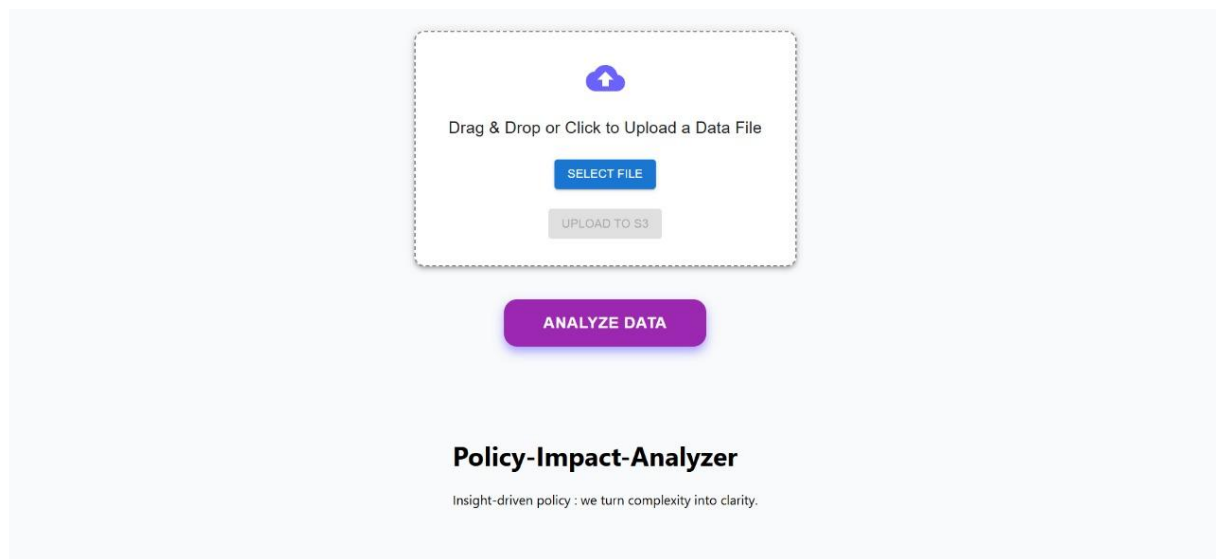 Drag & Drop or Click to Upload a Data File
SELECT FILE
UPLOAD TO S3
ANALYZE DATA
Policy-Impact-Analyzer
Insight-driven policy : we turn complexity into clarity.